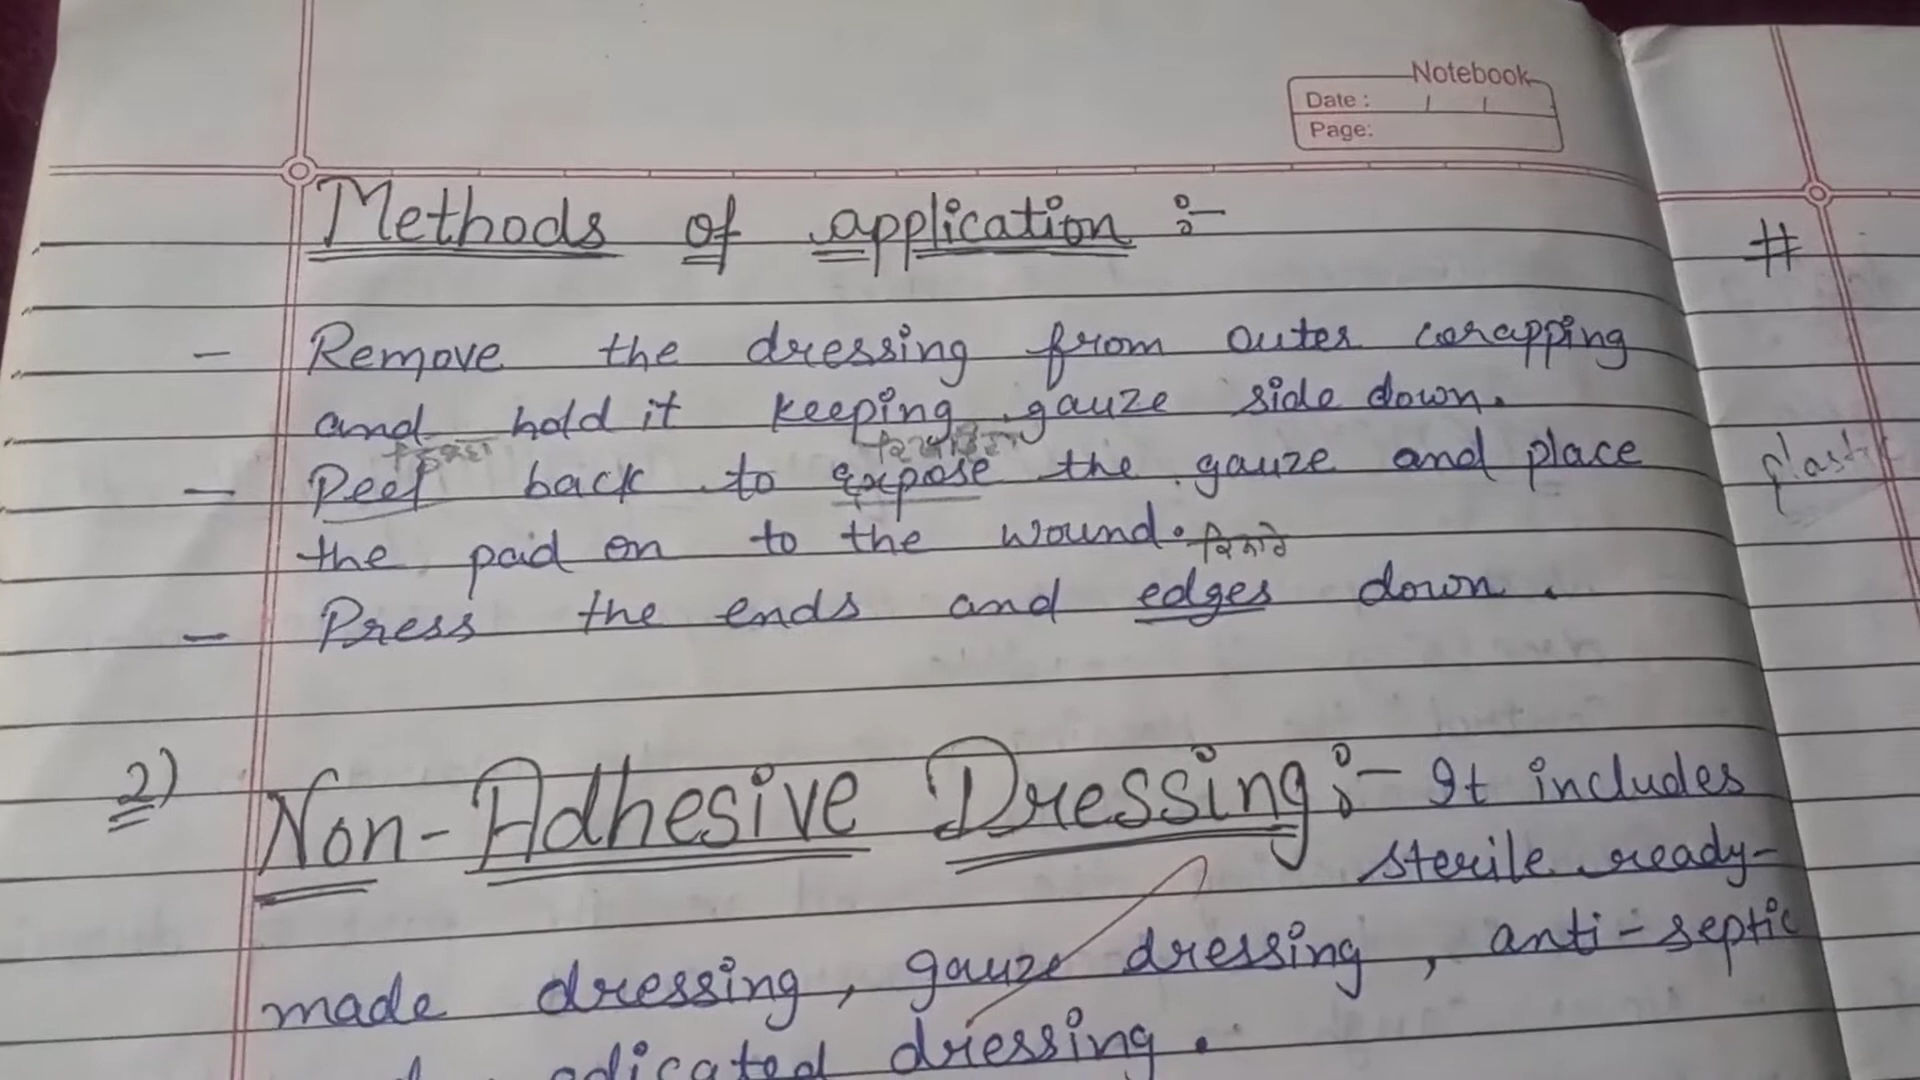 Notebook
Date : / /
Page:
Methods of application :-
- Remove the dressing from outer wrapping
and hold it keeping gauze side down.
- Peel back to expose the gauze and place
the paid on to the wound.
किनारे
- Press the ends and edges down.
2) Non-Adhesive Dressing :- It includes
sterile ready-
made dressing, gauze dressing, anti-septic
dressing.
#
plastic